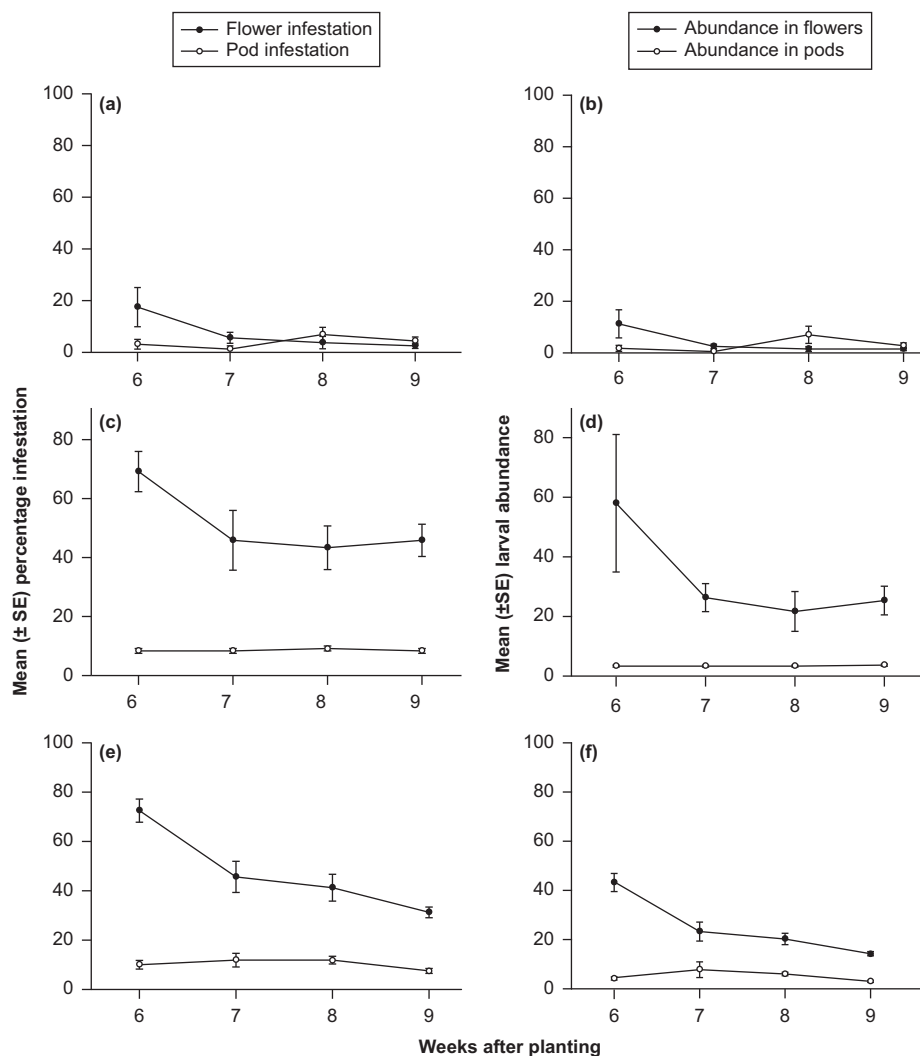 Flower infestation
Pod infestation
Abundance in flowers
Abundance in pods
Mean (± SE) percentage infestation
Mean (±SE) larval abundance
(a)
100
80
60
40
20
0
6 7 8 9
(b)
100
80
60
40
20
0
6 7 8 9
(c)
80
60
40
20
0
6 7 8 9
(d)
80
60
40
20
0
6 7 8 9
(e)
100
80
60
40
20
0
6 7 8 9
(f)
100
80
60
40
20
0
6 7 8 9
Weeks after planting